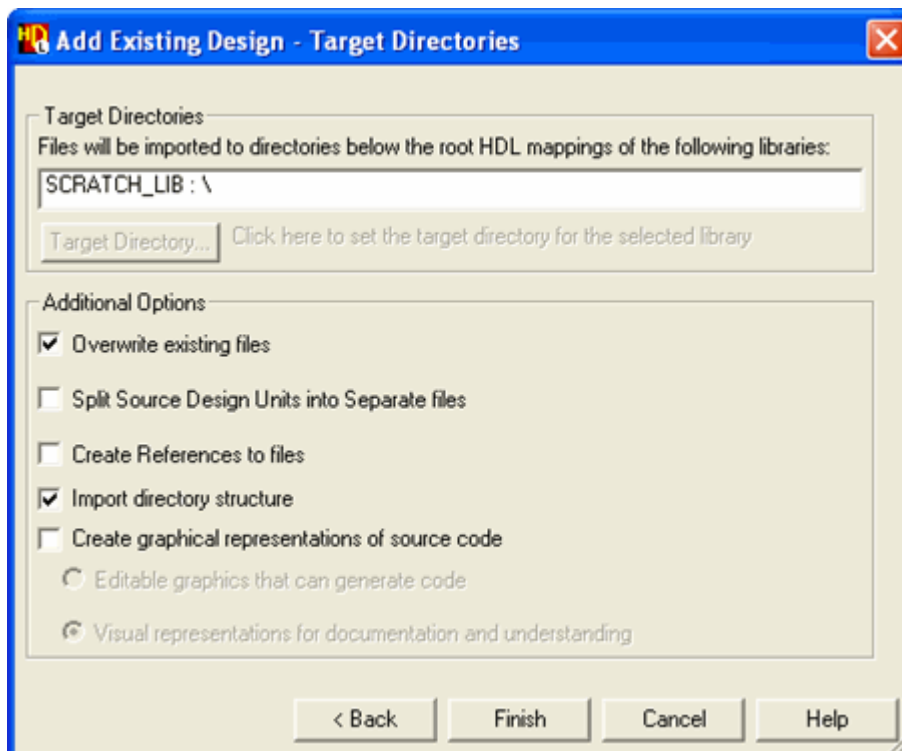 Add Existing Design - Target Directories
Target Directories
Files will be imported to directories below the root HDL mappings of the following libraries:
SCRATCH_LIB : \
Target Directory... Click here to set the target directory for the selected library
Additional Options
Overwrite existing files
Split Source Design Units into Separate files
Create References to files
Import directory structure
Create graphical representations of source code
Editable graphics that can generate code
Visual representations for documentation and understanding
< Back Finish Cancel Help